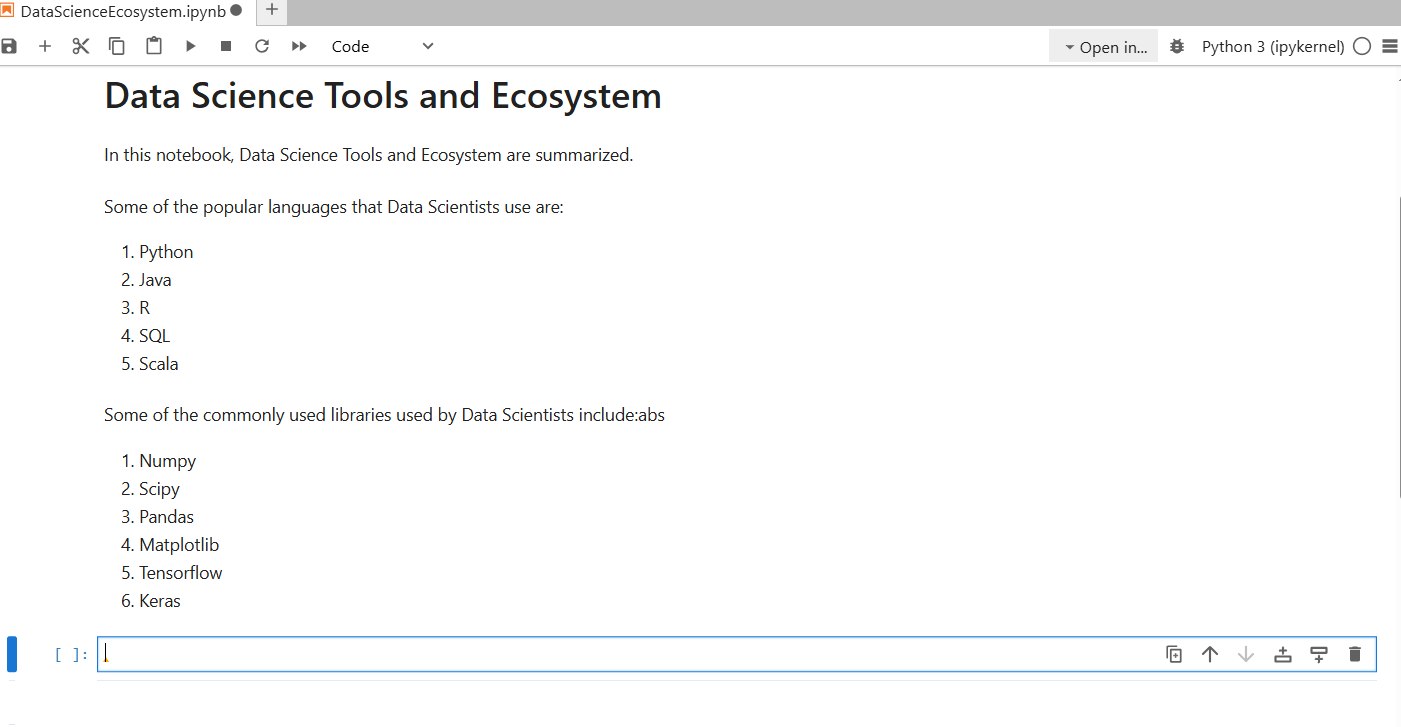 DataScienceEcosystem.ipynb
Code
Open in...
Python 3 (ipykernel)
Data Science Tools and Ecosystem
In this notebook, Data Science Tools and Ecosystem are summarized.
Some of the popular languages that Data Scientists use are:
1. Python
2. Java
3. R
4. SQL
5. Scala
Some of the commonly used libraries used by Data Scientists include:abs
1. Numpy
2. Scipy
3. Pandas
4. Matplotlib
5. Tensorflow
6. Keras
[ ]: